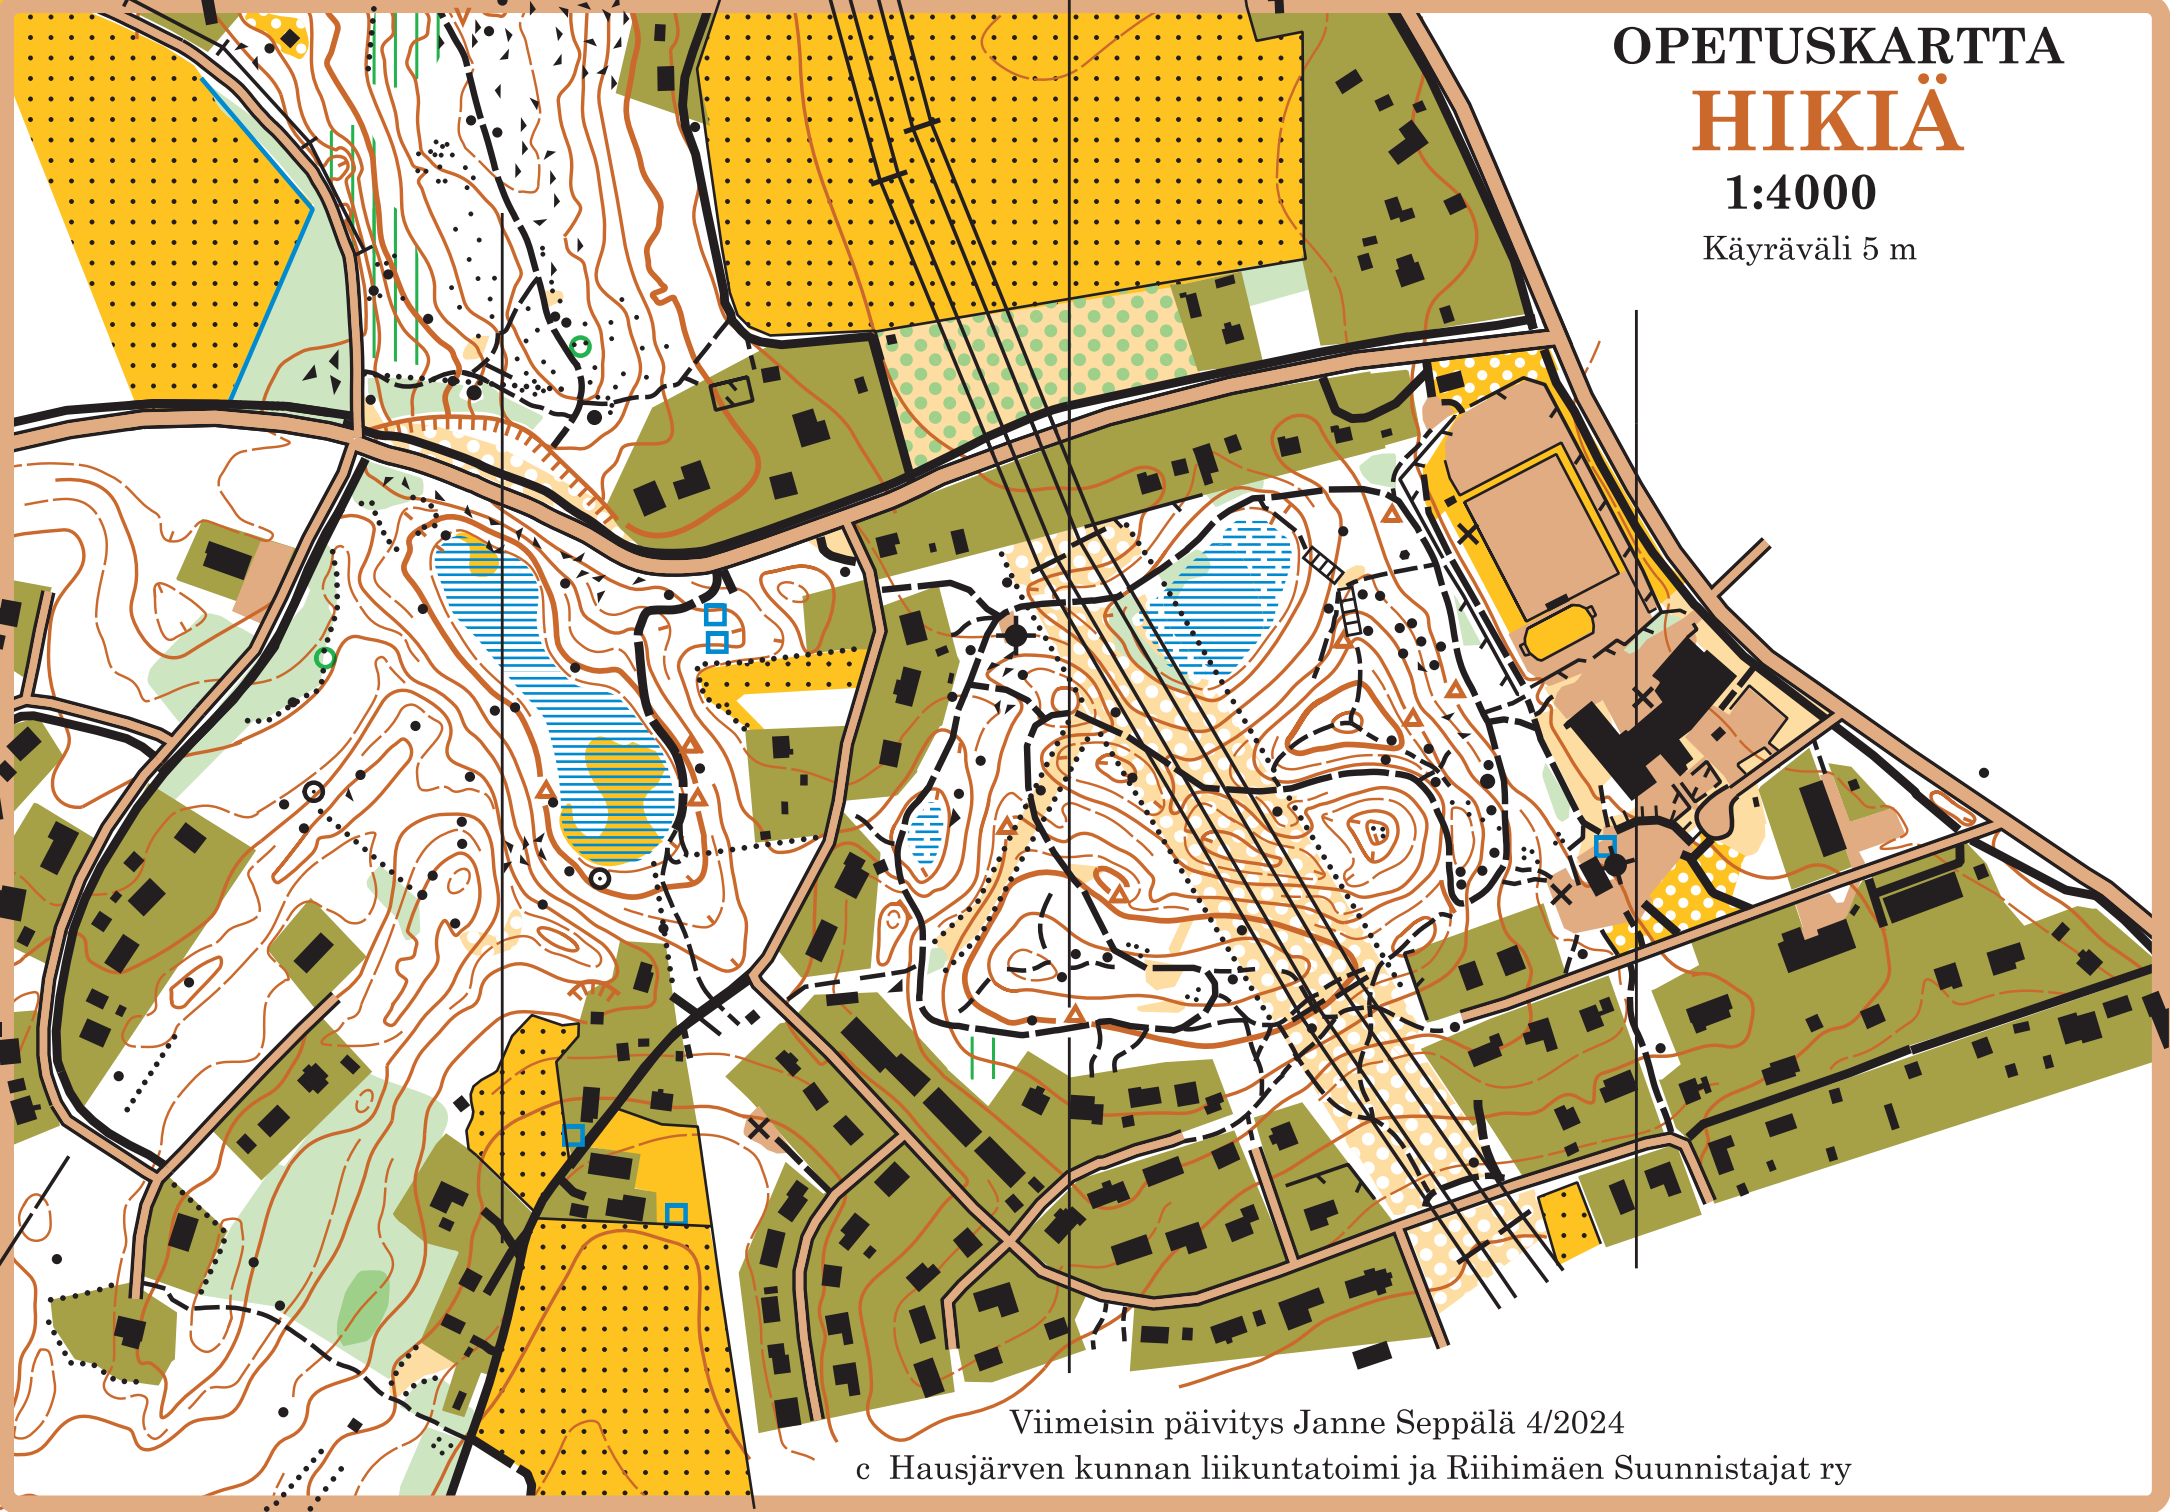 OPETUSKARTTA
HIKIÄ
1:4000
Käyräväli 5 m
Viimeisin päivitys Janne Seppälä 4/2024
c Hausjärven kunnan liikuntatoimi ja Riihimäen Suunnistajat ry